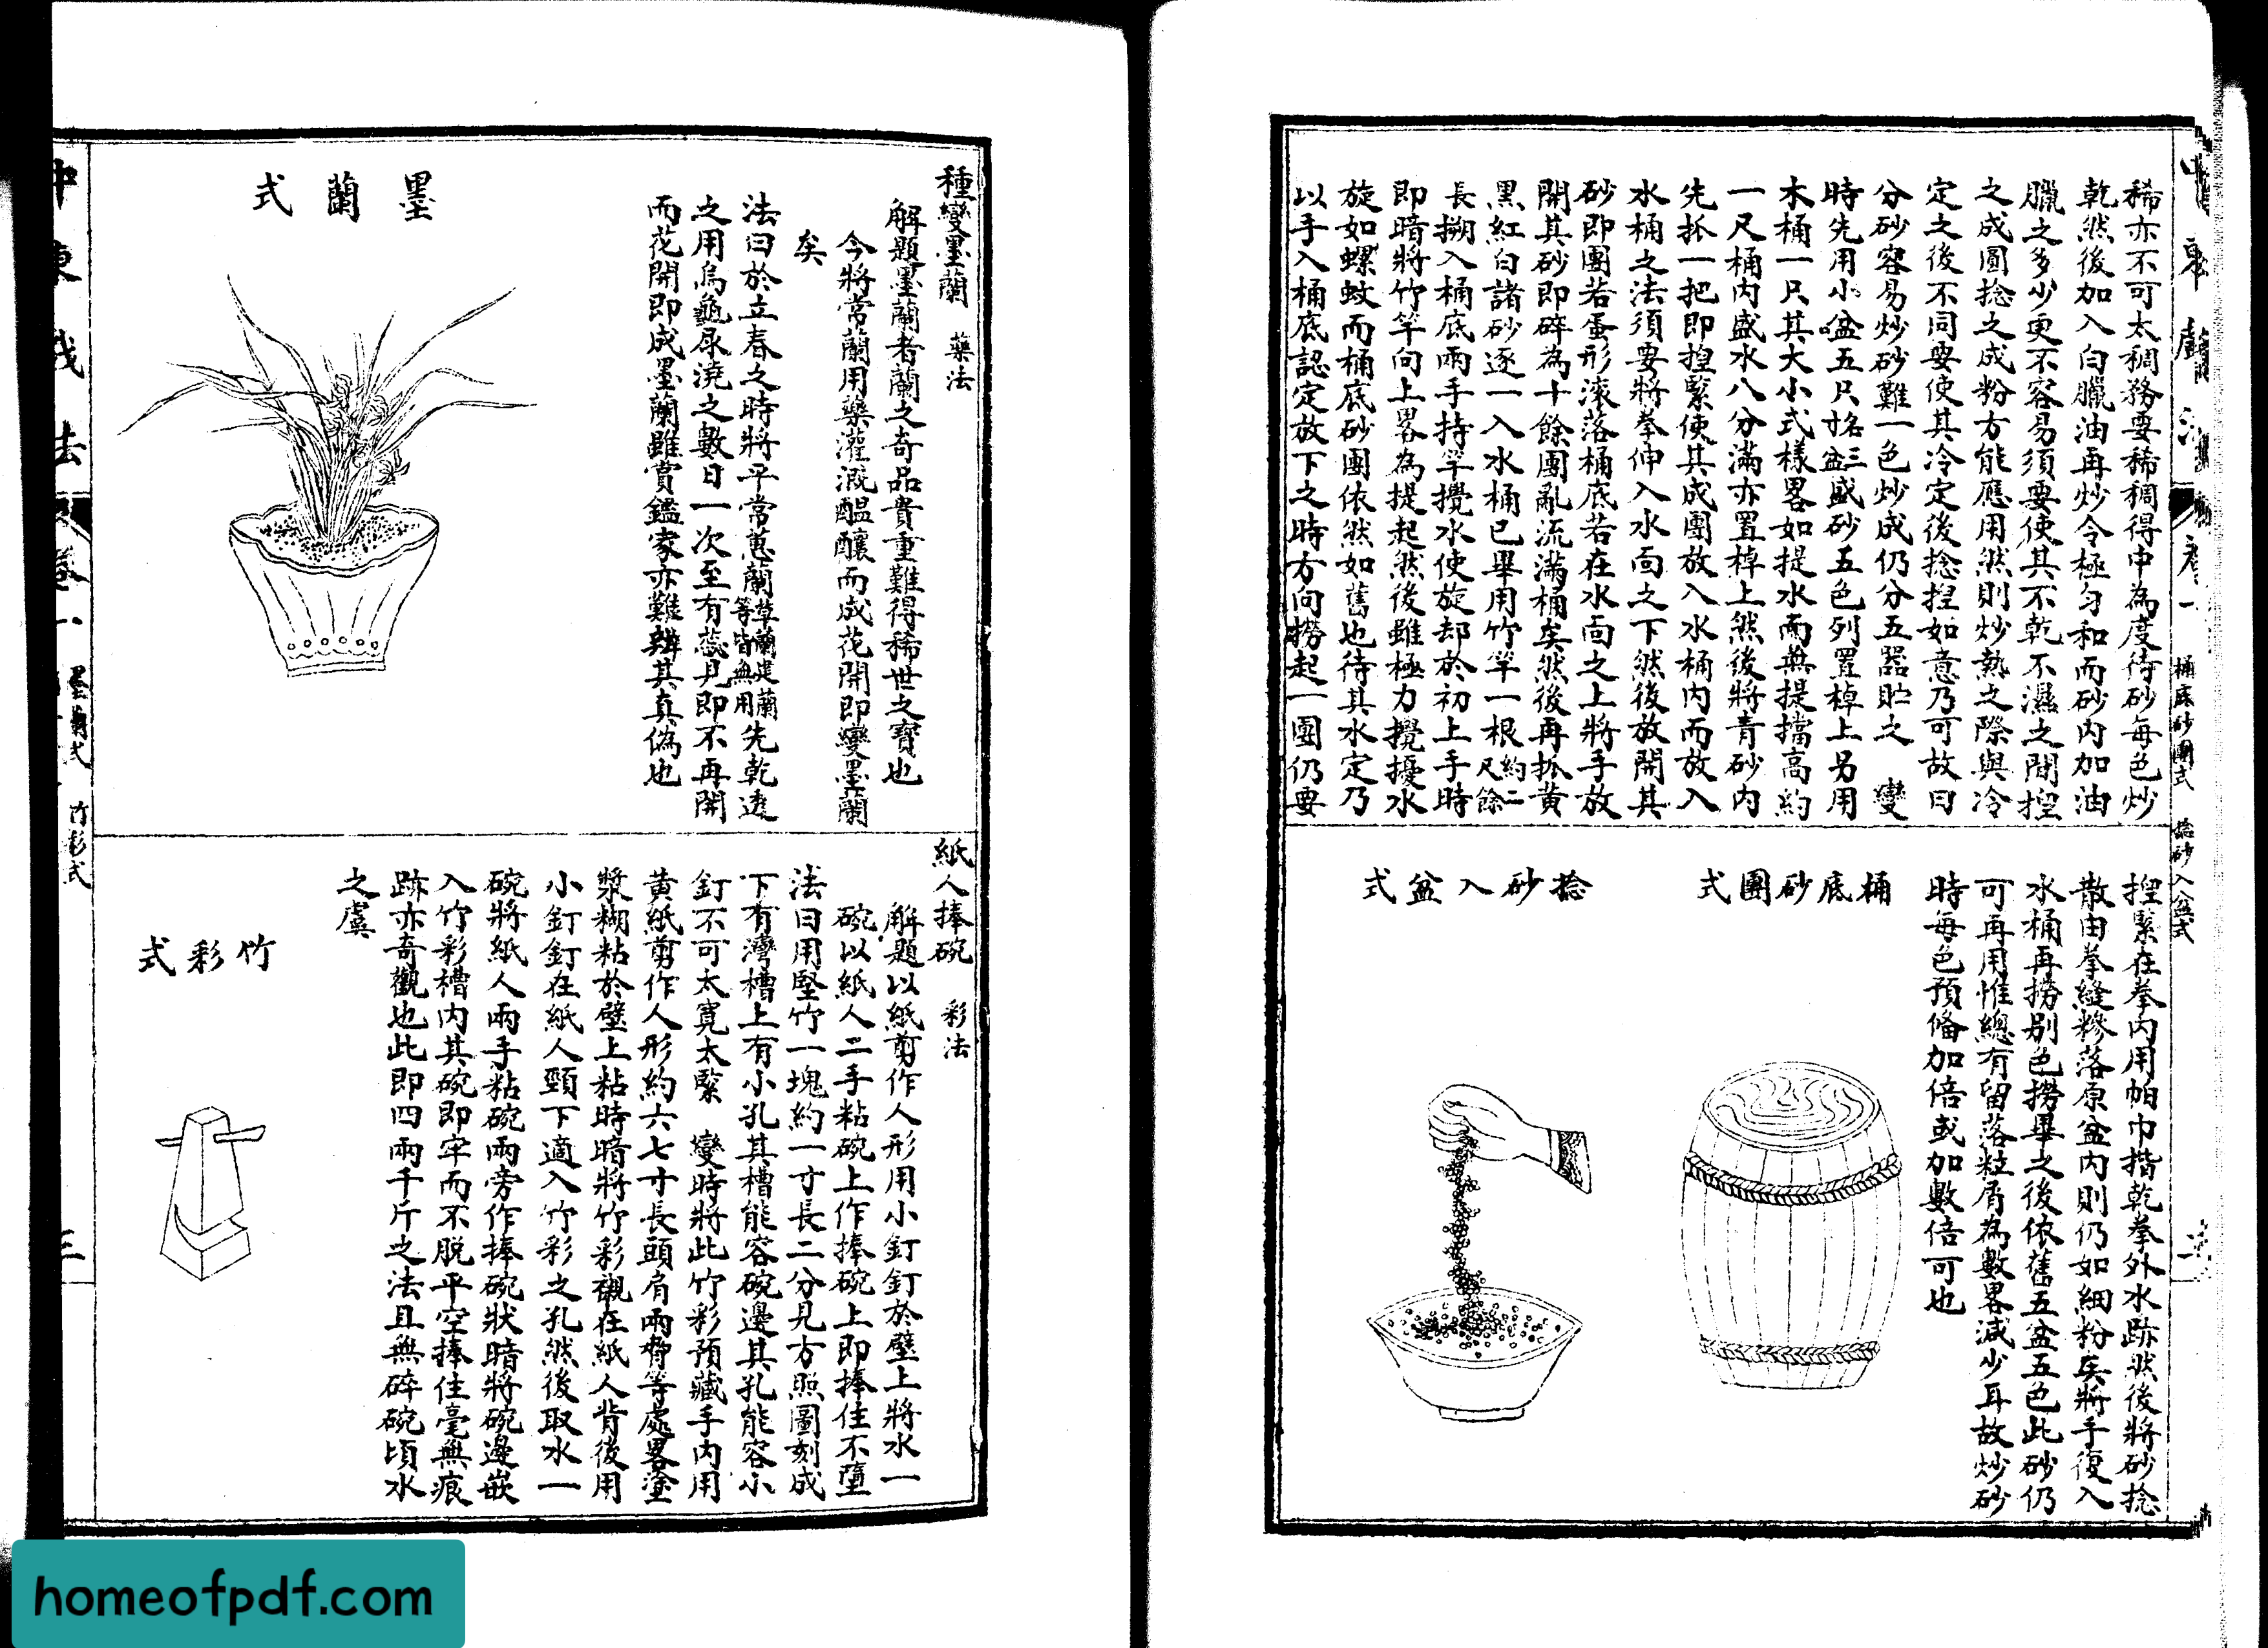 中東戲法 卷一 桶底砂團式 捻砂入盆式 二
稀亦不可太稠務要稀稠得中為度待砂每色炒
乾然後加入白臘油再炒令極勻和而砂內加油
臘之多少更不容易須要使其不乾不濕之間揑
之成圓捻之成粉方能應用然則炒熱之際與冷
定之後不同要使其冷定後捻揑如意乃可故曰
分砂容易炒砂難一色炒成仍分五器貯之　變
時先用小盆五只名三寸盆盛砂五色列置棹上另用
木桶一只其大小式樣畧如提水而無提擋高約
一尺桶內盛水八分滿亦置棹上然後將青砂內
先抓一把即揑緊使其成團放入水桶內而放入
水桶之法須要將拳伸入水面之下然後放開其
砂即團若蛋形滚落桶底若在水面之上將手放
開其砂即碎為十餘團亂流滿桶矣然後再抓黃
黑紅白諸砂逐一入水桶已畢用竹竿一根約二尺餘
長搠入桶底兩手持竿攪水使旋却於初上手時
即暗將竹竿向上畧為提起然後雖極力攪擾水
旋如螺蚊而桶底砂團依然如舊也待其水定乃
以手入桶底認定放下之時方向撈起一團仍要
揑緊在拳內用帕巾揩乾拳外水跡然後將砂捻
散由拳縫糝落原盆內則仍如細粉矣將手復入
水桶再撈別色撈畢之後依舊五盆五色此砂仍
可再用惟總有留落粒屑為數畧減少耳故炒砂
時每色預俻加倍或加數倍可也
桶底砂團式
捻砂入盆式
種變墨蘭　藥法
解題墨蘭者蘭之奇品貴重難得稀世之寶也
今將常蘭用藥灌溉醞釀而成花開即變墨蘭
矣
法曰於立春之時將平常蕙蘭草蘭建蘭等皆無用先乾透
之用烏龜尿澆之數日一次至有蕊見即不再開
而花開即成墨蘭雖賞鑑家亦難辨其真偽也
墨蘭式
紙人捧碗　彩法
解題以紙剪作人形用小釘釘於壁上將水一
碗以紙人二手粘碗上作捧碗上即捧住不墮
法曰用堅竹一塊約一寸長二分見方照圖刻成
下有灣槽上有小孔其槽能容碗邊其孔能容小
釘不可太寬太緊　變時將此竹彩預藏手內用
黃紙剪作人形約六七寸長頭肩兩膋等處畧塗
漿糊粘於壁上粘時暗將竹彩襯在紙人背後用
小釘釘在紙人頸下適入竹彩之孔然後取水一
碗將紙人兩手粘碗兩旁作捧碗狀暗將碗邊嵌
入竹彩槽內其碗即牢而不脫平空捧住毫無痕
跡亦奇觀也此即四兩千斤之法且無碎碗頃水
之虞
竹彩式
中東戲法 卷一 墨蘭式 竹彩式 三
homeofpdf.com